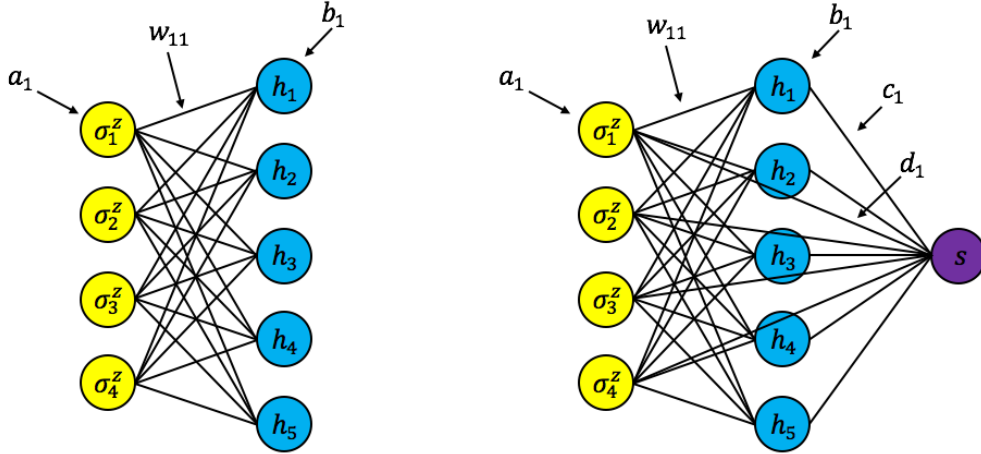 a₁
w₁₁
b₁
σ₁ᶻ
σ₂ᶻ
σ₃ᶻ
σ₄ᶻ
h₁
h₂
h₃
h₄
h₅
a₁
w₁₁
b₁
c₁
d₁
σ₁ᶻ
σ₂ᶻ
σ₃ᶻ
σ₄ᶻ
h₁
h₂
h₃
h₄
h₅
s